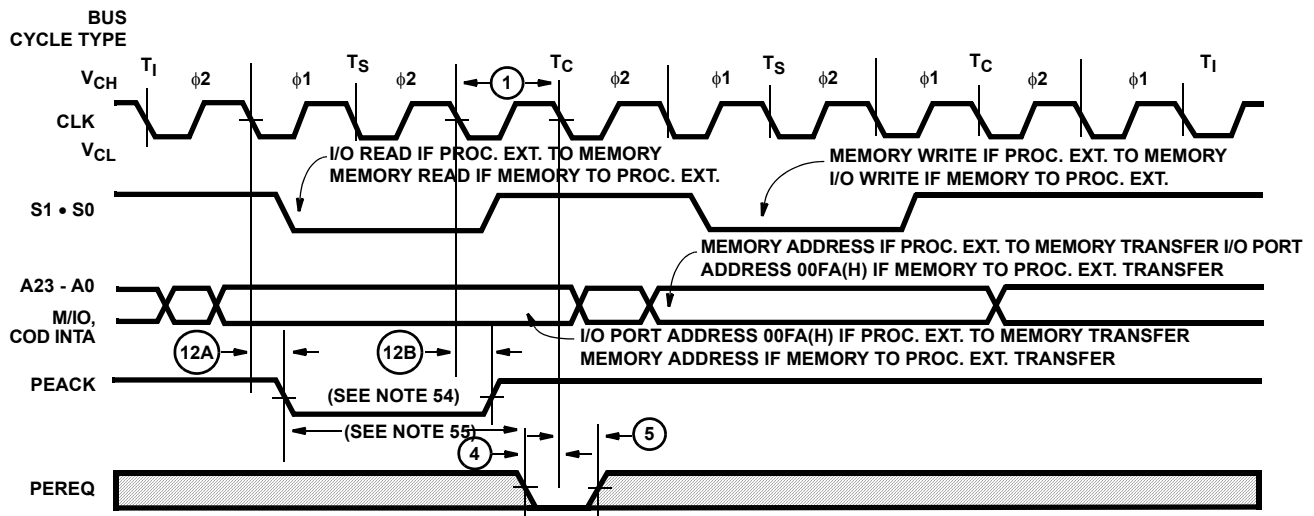 BUS
CYCLE TYPE
TI φ2 φ1 TS φ2 1 TC φ2 φ1 TS φ2 φ1 TC φ2 φ1 TI
VCH
CLK
VCL
I/O READ IF PROC. EXT. TO MEMORY
MEMORY READ IF MEMORY TO PROC. EXT.
MEMORY WRITE IF PROC. EXT. TO MEMORY
I/O WRITE IF MEMORY TO PROC. EXT.
S1 • S0
MEMORY ADDRESS IF PROC. EXT. TO MEMORY TRANSFER I/O PORT
ADDRESS 00FA(H) IF MEMORY TO PROC. EXT. TRANSFER
A23 - A0
M/IO,
COD INTA
I/O PORT ADDRESS 00FA(H) IF PROC. EXT. TO MEMORY TRANSFER
MEMORY ADDRESS IF MEMORY TO PROC. EXT. TRANSFER
12A 12B
PEACK
(SEE NOTE 54)
(SEE NOTE 55)
4 5
PEREQ